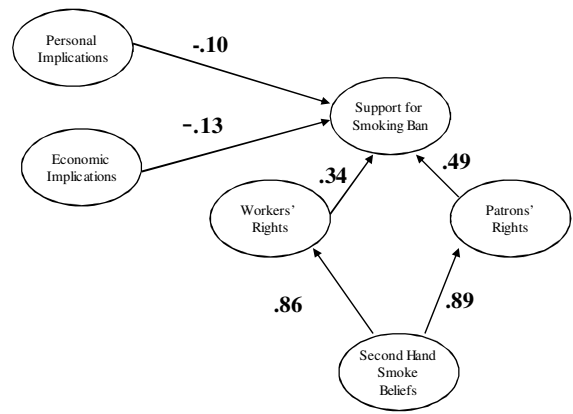 Personal
Implications
-.10
Support for
Smoking Ban
-.13
Economic
Implications
.34
.49
Workers'
Rights
Patrons'
Rights
.86
.89
Second Hand
Smoke
Beliefs